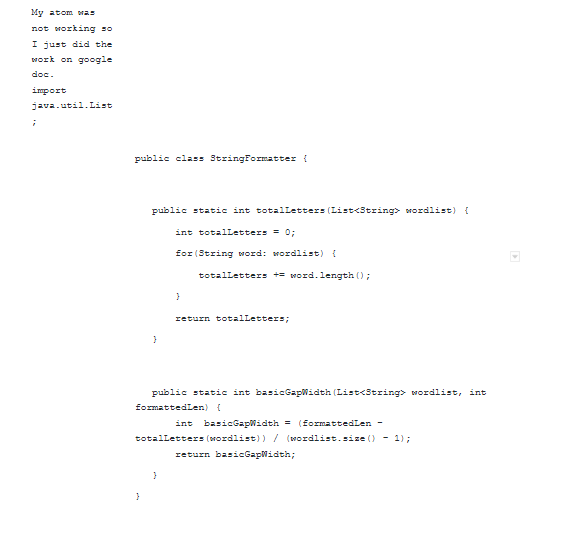 My atom was
not working so
I just did the
work on google
doc.
import
java.util.List
;
public class StringFormatter {
public static int totalLetters(List<String> wordlist) {
int totalLetters = 0;
for(String word: wordlist) {
totalLetters += word.length();
}
return totalLetters;
}
public static int basicGapWidth(List<String> wordlist, int
formattedLen) {
int  basicGapWidth = (formattedLen -
totalLetters(wordlist)) / (wordlist.size() - 1);
return basicGapWidth;
}
}